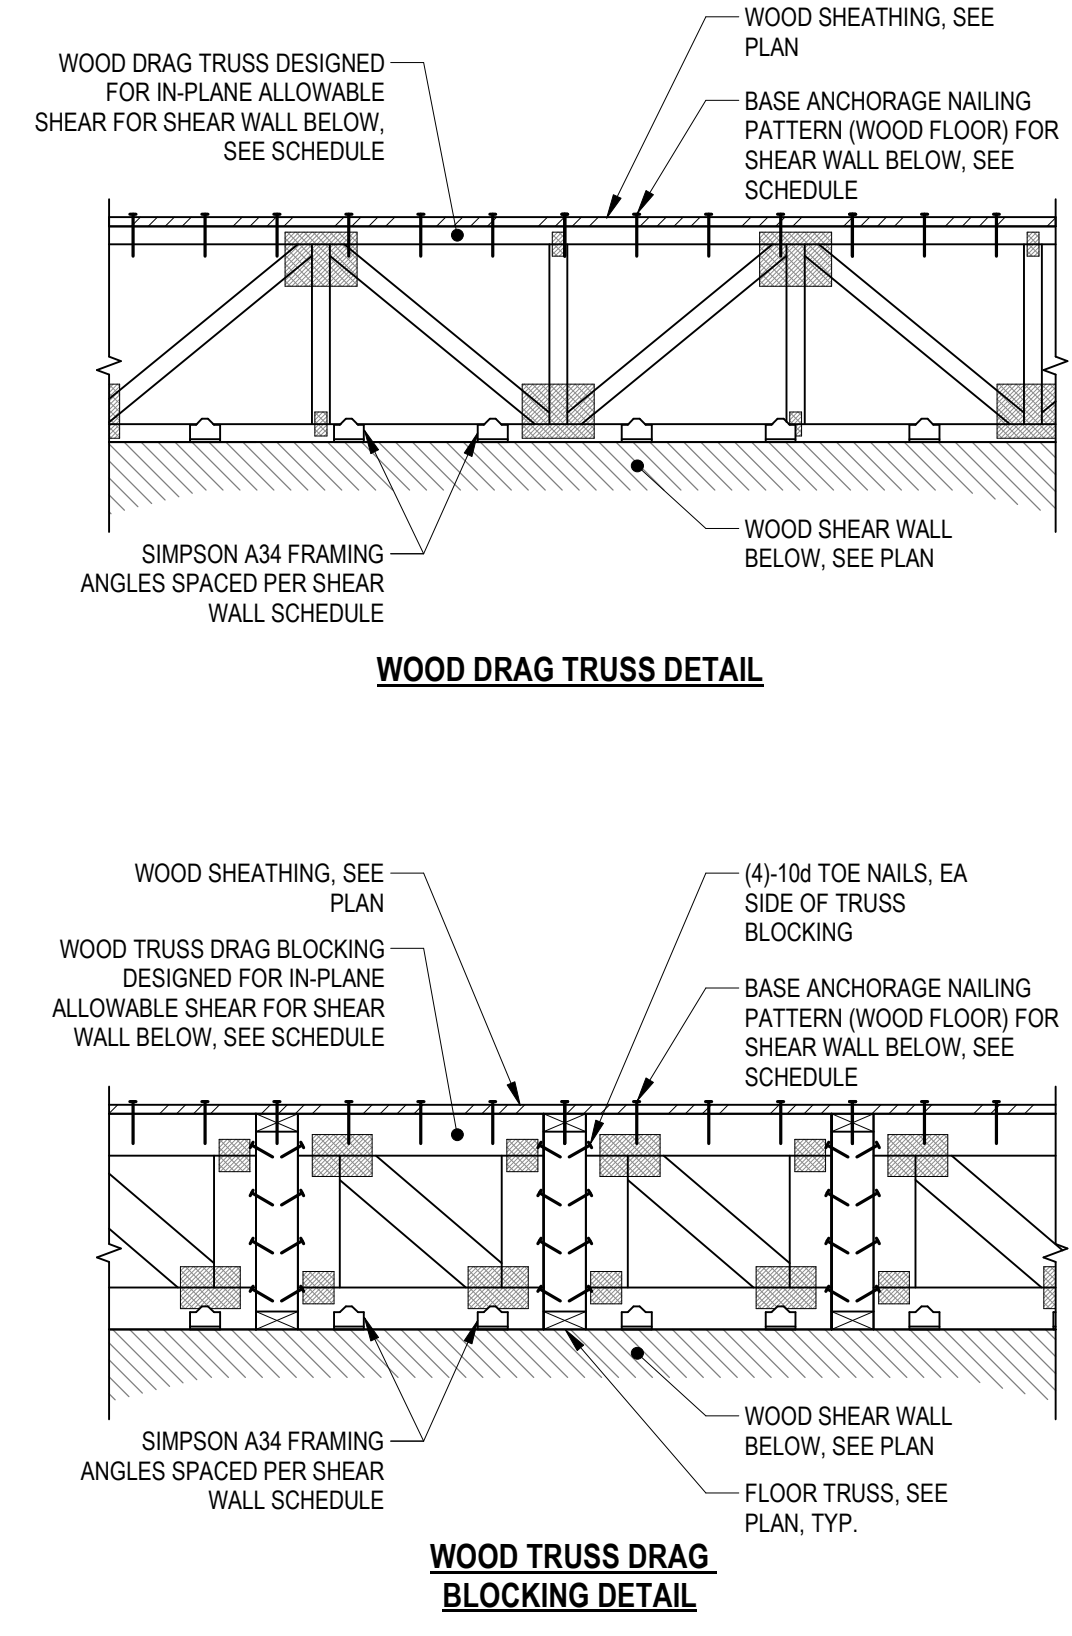 WOOD DRAG TRUSS DESIGNED
FOR IN-PLANE ALLOWABLE
SHEAR FOR SHEAR WALL BELOW,
SEE SCHEDULE
WOOD SHEATHING, SEE
PLAN
BASE ANCHORAGE NAILING
PATTERN (WOOD FLOOR) FOR
SHEAR WALL BELOW, SEE
SCHEDULE
SIMPSON A34 FRAMING
ANGLES SPACED PER SHEAR
WALL SCHEDULE
WOOD SHEAR WALL
BELOW, SEE PLAN
WOOD DRAG TRUSS DETAIL
WOOD SHEATHING, SEE
PLAN
WOOD TRUSS DRAG BLOCKING
DESIGNED FOR IN-PLANE
ALLOWABLE SHEAR FOR SHEAR
WALL BELOW, SEE SCHEDULE
(4)-10d TOE NAILS, EA
SIDE OF TRUSS
BLOCKING
BASE ANCHORAGE NAILING
PATTERN (WOOD FLOOR) FOR
SHEAR WALL BELOW, SEE
SCHEDULE
SIMPSON A34 FRAMING
ANGLES SPACED PER SHEAR
WALL SCHEDULE
WOOD SHEAR WALL
BELOW, SEE PLAN
FLOOR TRUSS, SEE
PLAN, TYP.
WOOD TRUSS DRAG
BLOCKING DETAIL